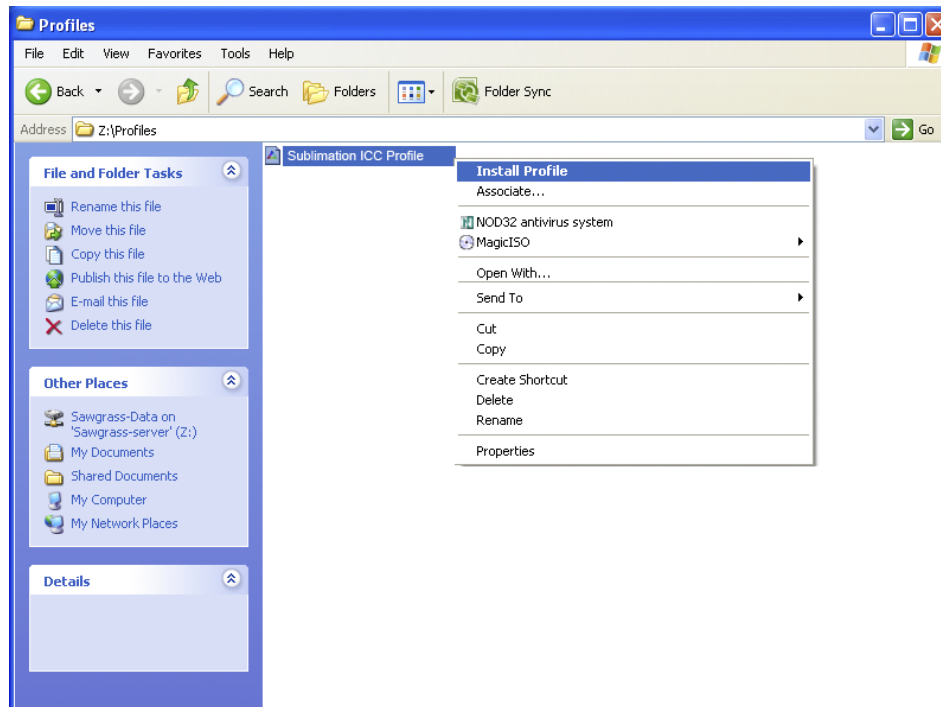 Profiles
File Edit View Favorites Tools Help
Back Search Folders Folder Sync
Address Z:\Profiles Go
File and Folder Tasks
Rename this file
Move this file
Copy this file
Publish this file to the Web
E-mail this file
Delete this file
Other Places
Sawgrass-Data on
'Sawgrass-server' (Z:)
My Documents
Shared Documents
My Computer
My Network Places
Details
Sublimation ICC Profile
Install Profile
Associate...
NOD32 antivirus system
MagicISO
Open With...
Send To
Cut
Copy
Create Shortcut
Delete
Rename
Properties